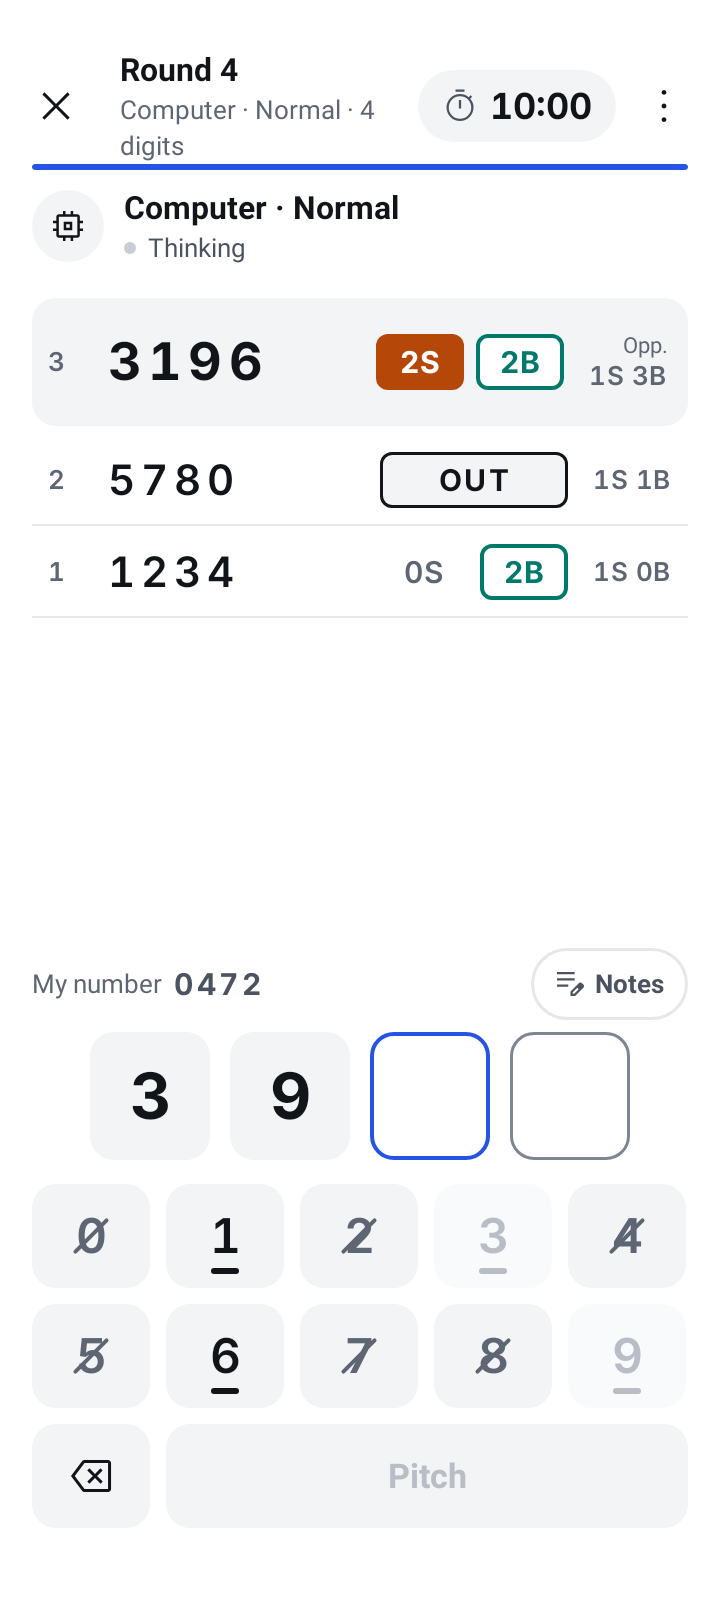 Round 4
Computer · Normal · 4
digits
10:00
Computer · Normal
Thinking
3 3196 2S 2B Opp. 1S 3B
2 5780 OUT 1S 1B
1 1234 0S 2B 1S 0B
My number 0472 Notes
3 9
0 1 2 3 4
5 6 7 8 9
Pitch